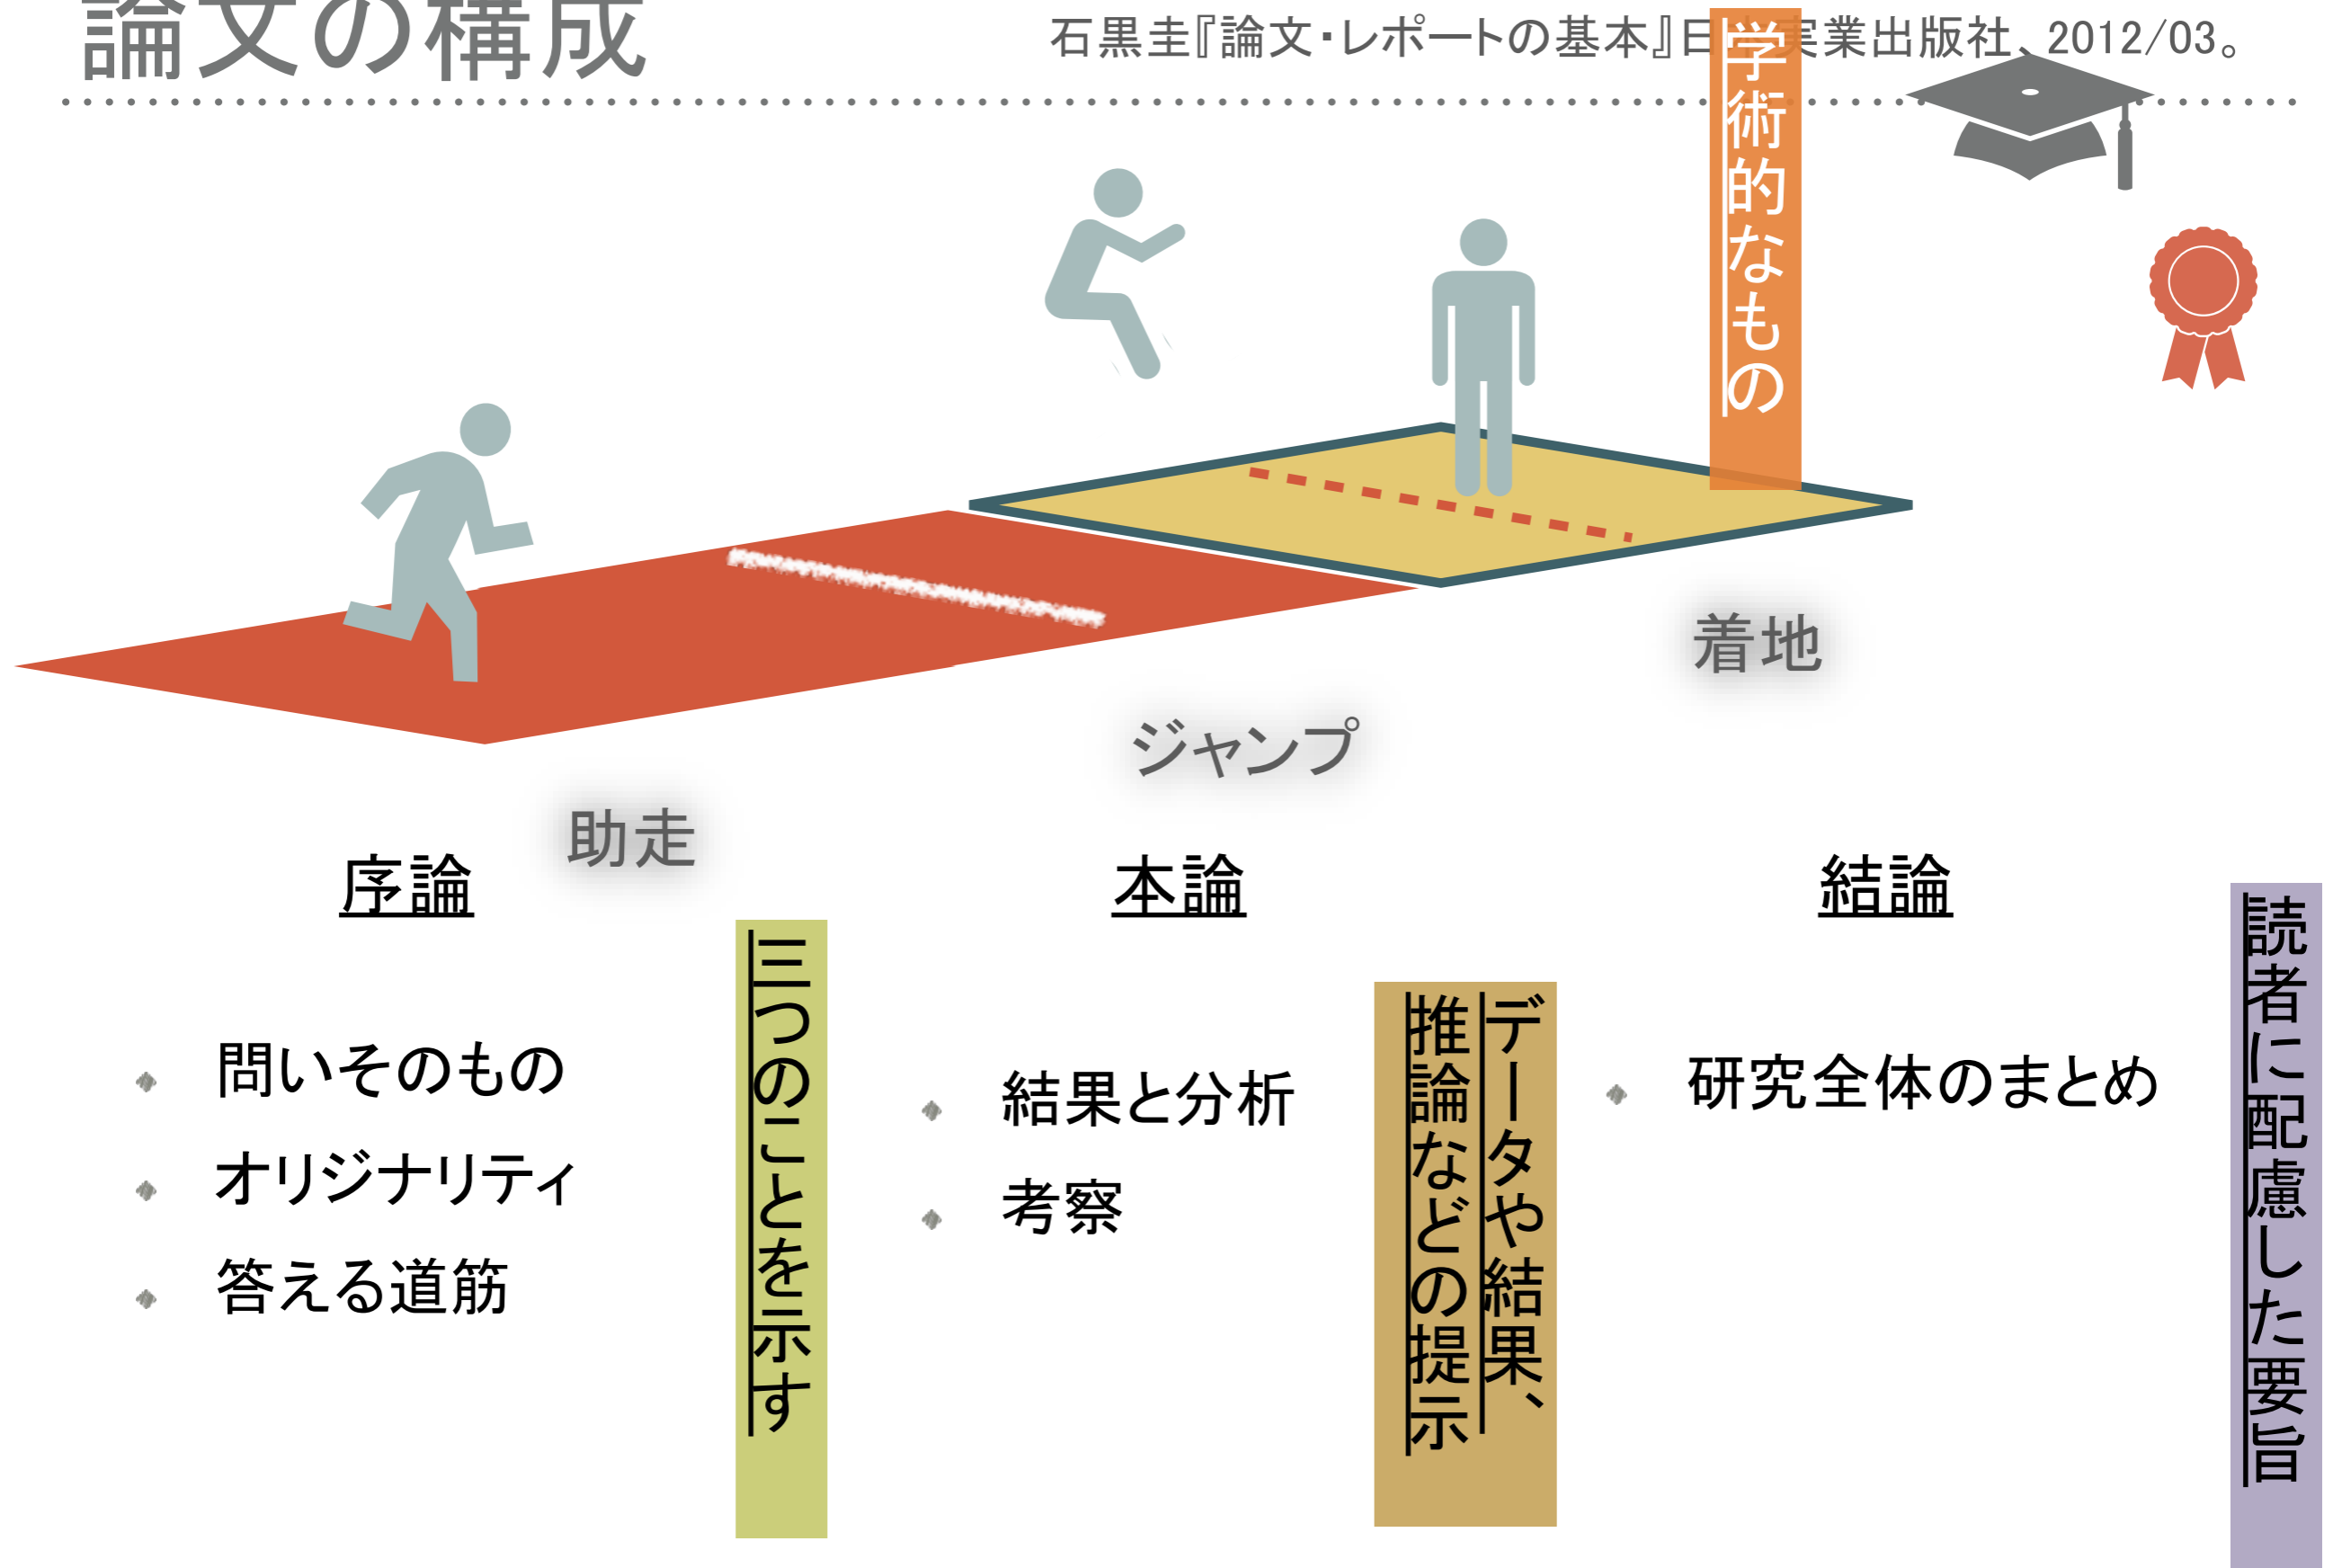 論文の構成
石黒圭『論文・レポートの基本』日本実業出版社、2012/03。
学術的なもの
着地
ジャンプ
助走
序論
問いそのもの
オリジナリティ
答える道筋
三つのことを示す
本論
結果と分析
考察
データや結果、
推論などの提示
結論
研究全体のまとめ
読者に配慮した要旨